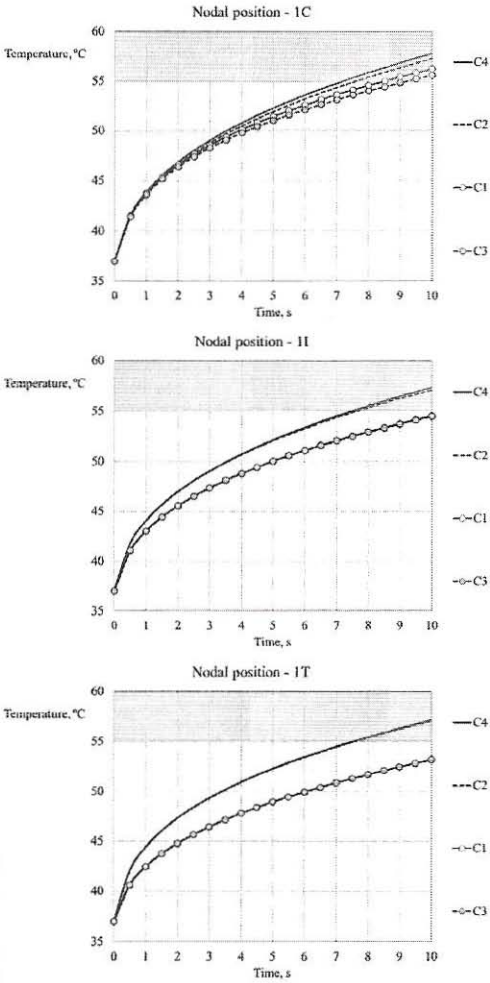 Nodal position - 1C
Temperature, ºC
60
55
50
45
40
35
0 1 2 3 4 5 6 7 8 9 10
Time, s
C4
C2
C1
C3
Nodal position - 1I
Temperature, ºC
60
55
50
45
40
35
0 1 2 3 4 5 6 7 8 9 10
Time, s
C4
C2
C1
C3
Nodal position - 1T
Temperature, ºC
60
55
50
45
40
35
0 1 2 3 4 5 6 7 8 9 10
Time, s
C4
C2
C1
C3